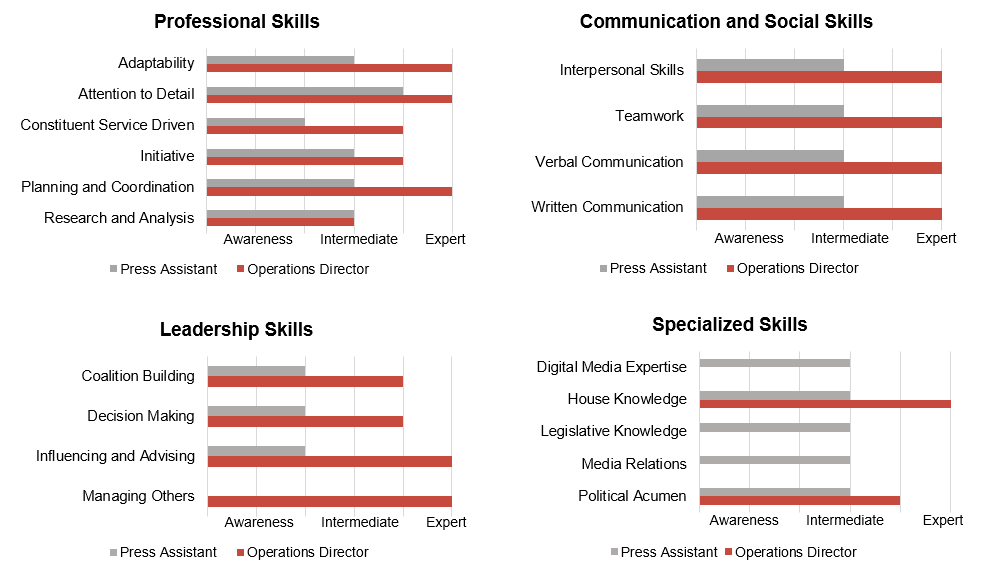 Professional Skills
Adaptability
Attention to Detail
Constituent Service Driven
Initiative
Planning and Coordination
Research and Analysis
Awareness Intermediate Expert
Press Assistant Operations Director
Communication and Social Skills
Interpersonal Skills
Teamwork
Verbal Communication
Written Communication
Awareness Intermediate Expert
Press Assistant Operations Director
Leadership Skills
Coalition Building
Decision Making
Influencing and Advising
Managing Others
Awareness Intermediate Expert
Press Assistant Operations Director
Specialized Skills
Digital Media Expertise
House Knowledge
Legislative Knowledge
Media Relations
Political Acumen
Awareness Intermediate Expert
Press Assistant Operations Director